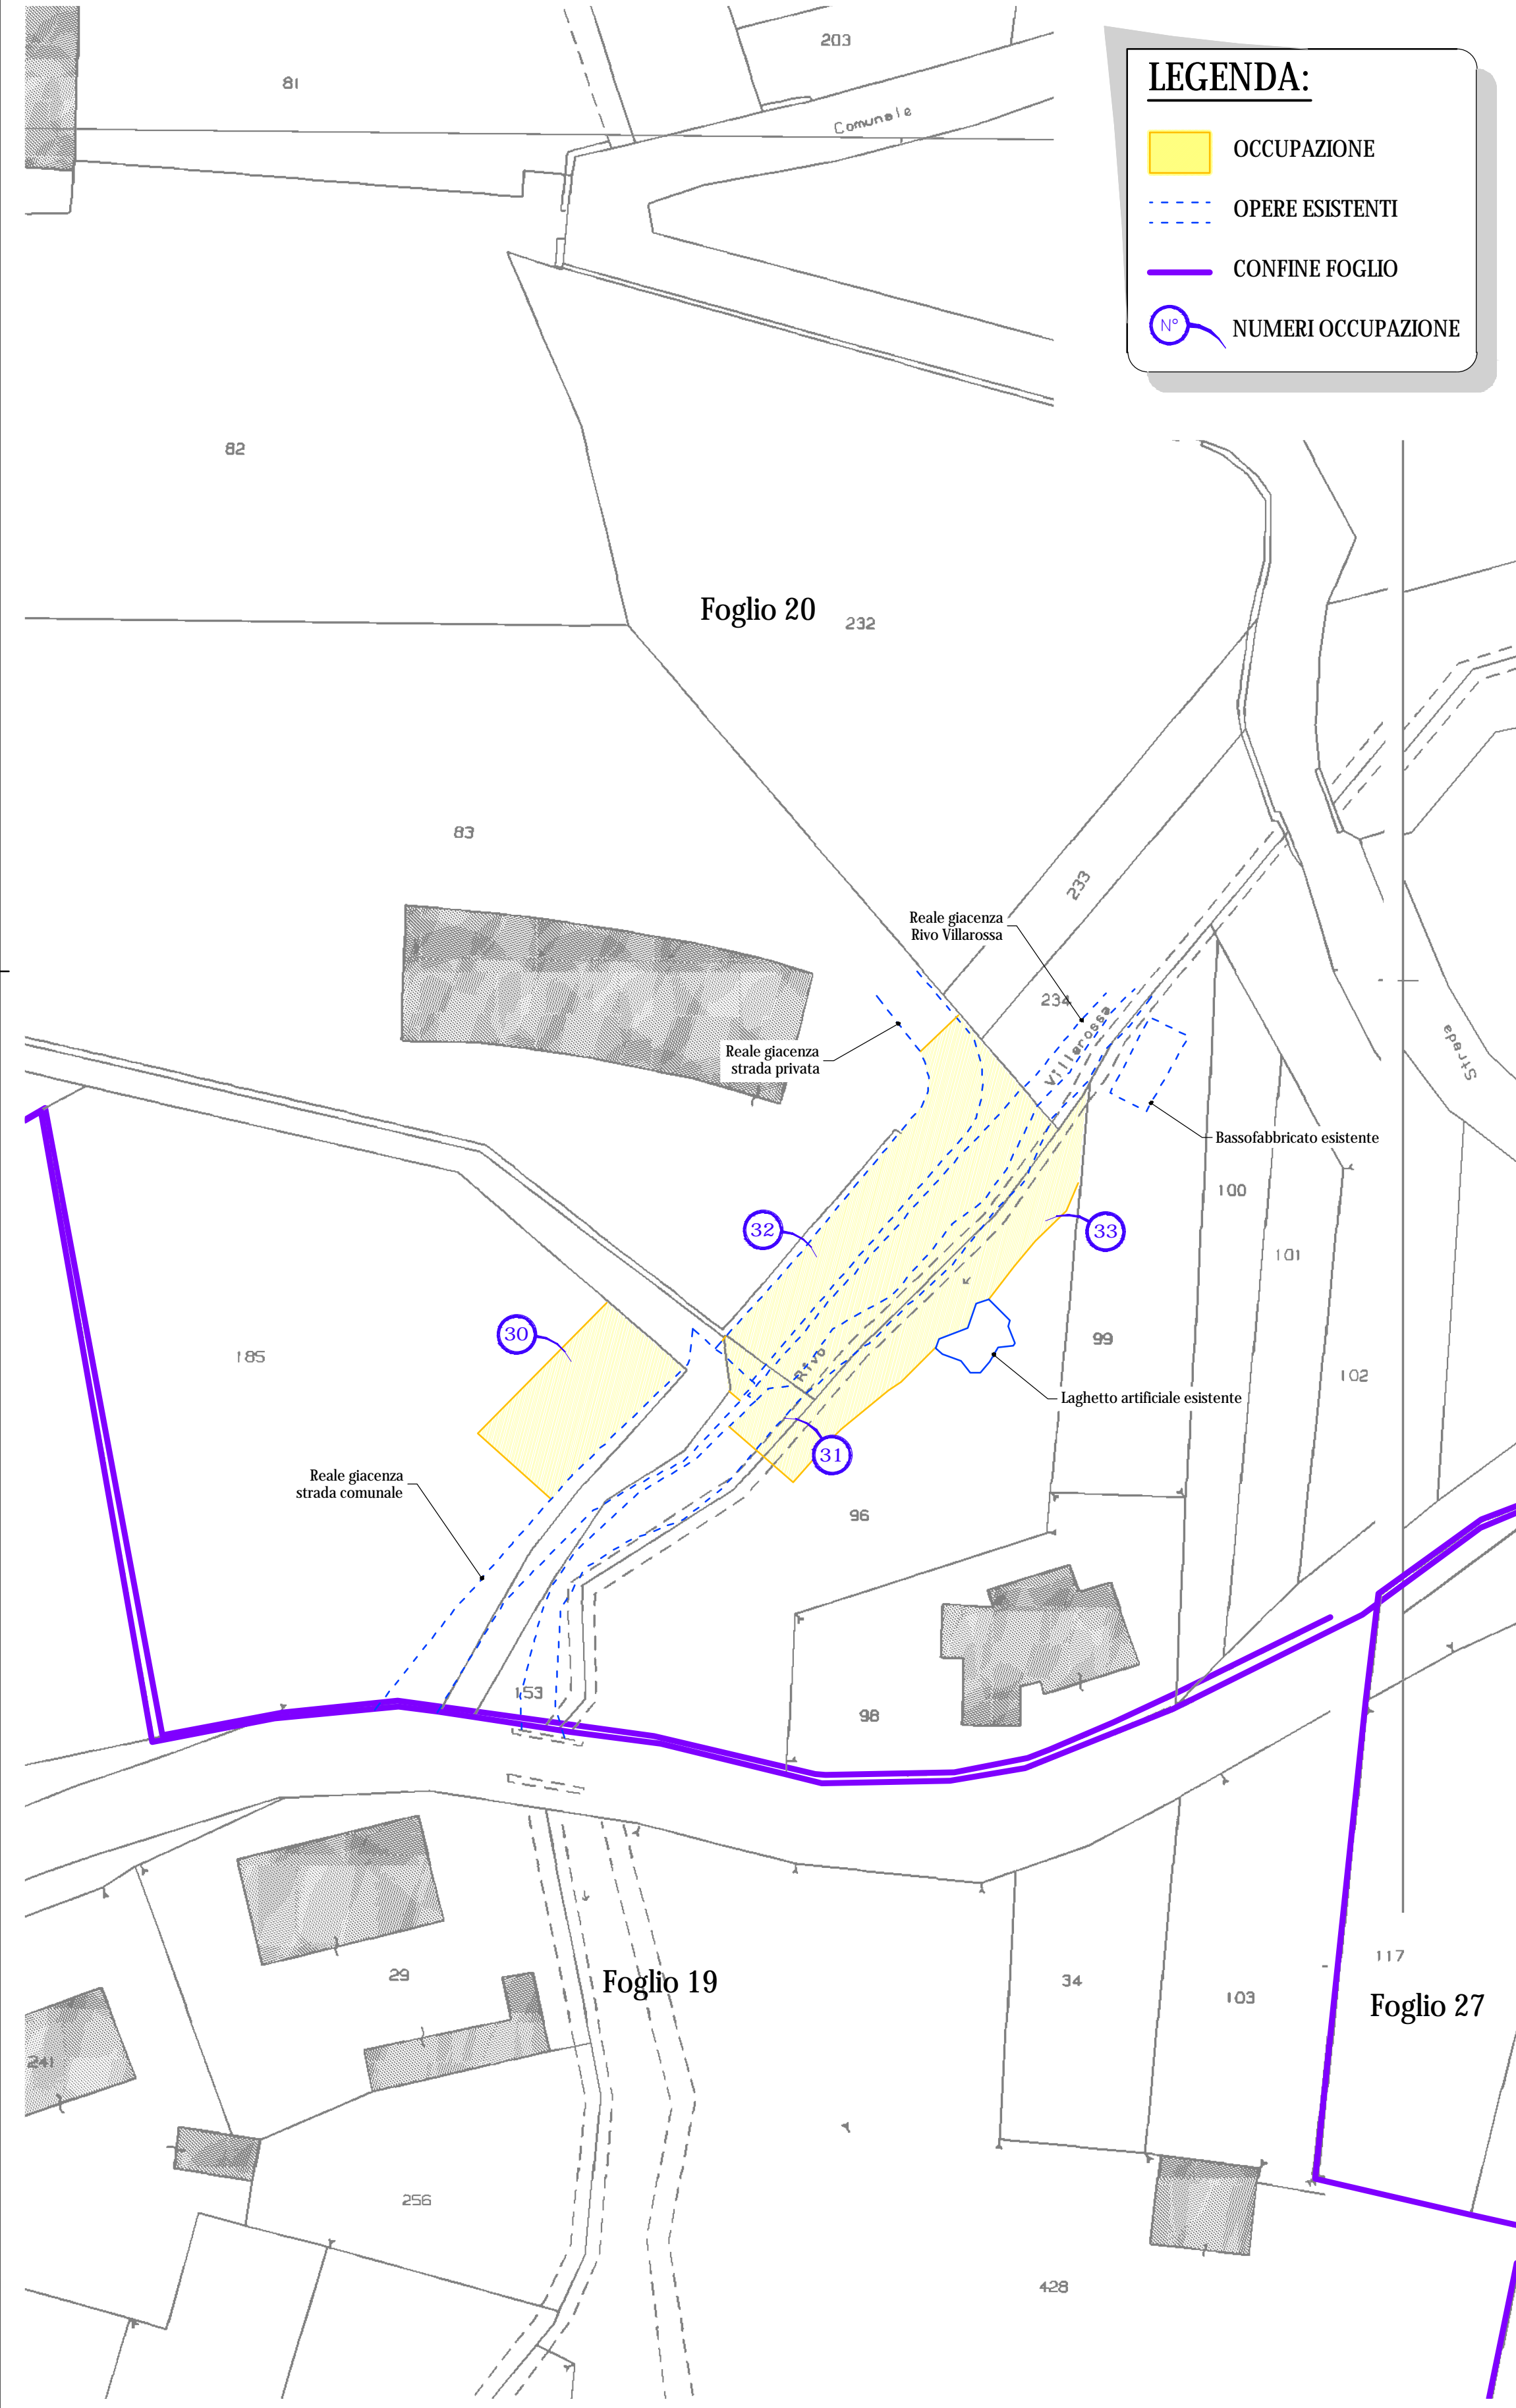 81
203
Comunale
LEGENDA:
OCCUPAZIONE
OPERE ESISTENTI
CONFINE FOGLIO
N° NUMERI OCCUPAZIONE
82
Foglio 20
232
83
233
Reale giacenza
Rivo Villarossa
234
Villarossa
Strada
Reale giacenza
strada privata
Bassofabbricato esistente
100
32
33
101
30
185
99
Rivo
102
Laghetto artificiale esistente
31
Reale giacenza
strada comunale
96
153
98
117
29
Foglio 19
34
103
Foglio 27
241
256
428